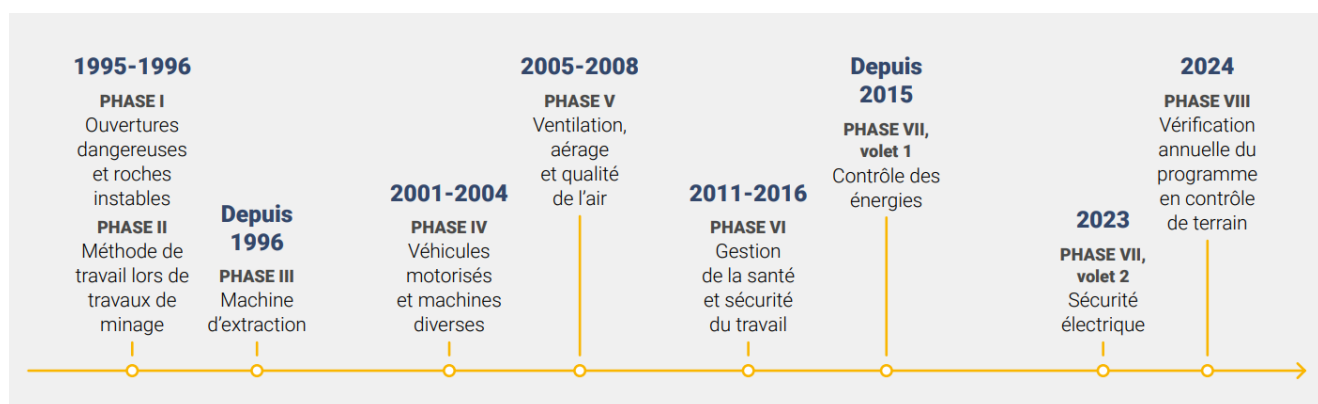 1995-1996
PHASE I
Ouvertures
dangereuses
et roches
instables
PHASE II
Méthode de
travail lors de
travaux de
minage
Depuis
1996
PHASE III
Machine
d’extraction
2001-2004
PHASE IV
Véhicules
motorisés
et machines
diverses
2005-2008
PHASE V
Ventilation,
aérage
et qualité
de l’air
2011-2016
PHASE VI
Gestion
de la santé
et sécurité
du travail
Depuis
2015
PHASE VII,
volet 1
Contrôle des
énergies
2023
PHASE VII,
volet 2
Sécurité
électrique
2024
PHASE VIII
Vérification
annuelle du
programme
en contrôle
de terrain